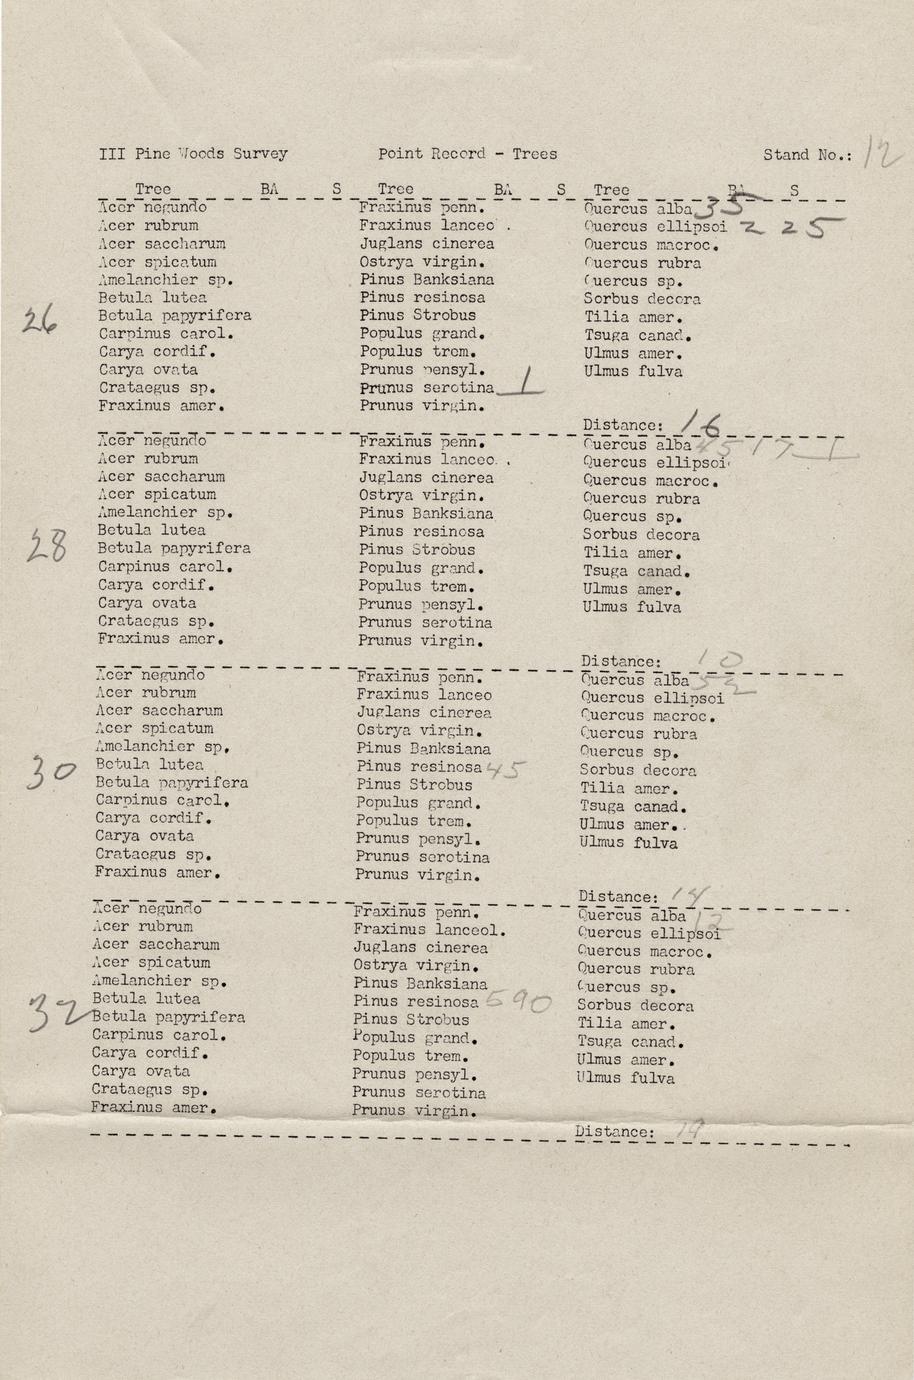 III Pine Woods Survey Point Record - Trees Stand No.: 12
Tree BA S Tree BA S Tree BA S
Acer negundo Fraxinus penn. Quercus alba 35
Acer rubrum Fraxinus lanceo . Quercus ellipsoi 2 25
Acer saccharum Juglans cinerea Quercus macroc.
Acer spicatum Ostrya virgin. Quercus rubra
Amelanchier sp. Pinus Banksiana Quercus sp.
Betula lutea Pinus resinosa Sorbus decora
26 Betula papyrifera Pinus Strobus Tilia amer.
Carpinus carol. Populus grand. Tsuga canad.
Carya cordif. Populus trem. Ulmus amer.
Carya ovata Prunus pensyl. Ulmus fulva
Crataegus sp. Prunus serotina 1
Fraxinus amer. Prunus virgin.
Distance: 16
Acer negundo Fraxinus penn. Quercus alba
Acer rubrum Fraxinus lanceo. . Quercus ellipsoi
Acer saccharum Juglans cinerea Quercus macroc.
Acer spicatum Ostrya virgin. Quercus rubra
Amelanchier sp. Pinus Banksiana Quercus sp.
Betula lutea Pinus resinosa Sorbus decora
28 Betula papyrifera Pinus Strobus Tilia amer.
Carpinus carol. Populus grand. Tsuga canad.
Carya cordif. Populus trem. Ulmus amer.
Carya ovata Prunus pensyl. Ulmus fulva
Crataegus sp. Prunus serotina
Fraxinus amer. Prunus virgin.
Distance: 10
Acer negundo Fraxinus penn. Quercus alba
Acer rubrum Fraxinus lanceo Quercus ellipsoi
Acer saccharum Juglans cinerea Quercus macroc.
Acer spicatum Ostrya virgin. Quercus rubra
Amelanchier sp. Pinus Banksiana Quercus sp.
30 Betula lutea Pinus resinosa 45 Sorbus decora
Betula papyrifera Pinus Strobus Tilia amer.
Carpinus carol. Populus grand. Tsuga canad.
Carya cordif. Populus trem. Ulmus amer. .
Carya ovata Prunus pensyl. Ulmus fulva
Crataegus sp. Prunus serotina
Fraxinus amer. Prunus virgin.
Distance: 14
Acer negundo Fraxinus penn. Quercus alba 12
Acer rubrum Fraxinus lanceol. Quercus ellipsoi
Acer saccharum Juglans cinerea Quercus macroc.
Acer spicatum Ostrya virgin. Quercus rubra
Amelanchier sp. Pinus Banksiana Quercus sp.
Betula lutea Pinus resinosa 690 Sorbus decora
32 Betula papyrifera Pinus Strobus Tilia amer.
Carpinus carol. Populus grand. Tsuga canad.
Carya cordif. Populus trem. Ulmus amer.
Carya ovata Prunus pensyl. Ulmus fulva
Crataegus sp. Prunus serotina
Fraxinus amer. Prunus virgin.
Distance: 19